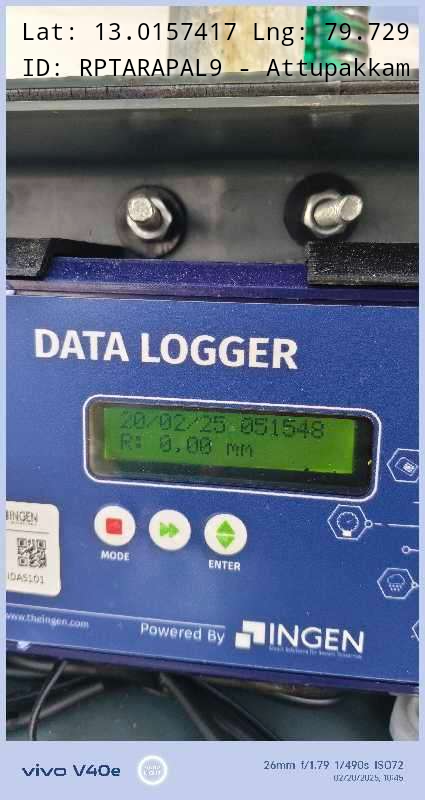 Lat: 13.0157417 Lng: 79.729
ID: RPTARAPAL9 - Attupakkam
DATA LOGGER
20/02/25 051548
R: 0.00 mm
INGEN
IDAS101
MODE
ENTER
www.theingen.com
Powered By INGEN
vivo V40e
26mm f/1.79 1/490s ISO72
02/20/2025, 10:45